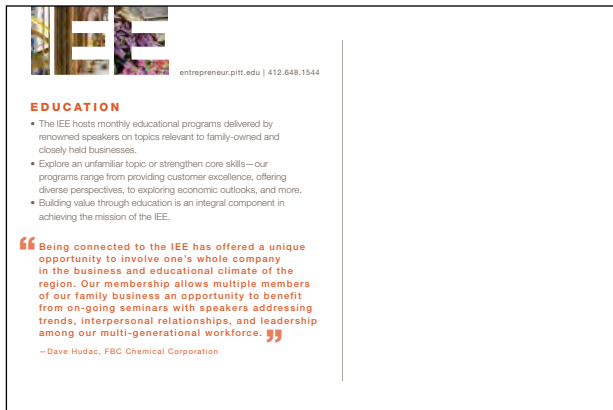 IEE
entrepreneur.pitt.edu | 412.648.1544
EDUCATION
• The IEE hosts monthly educational programs delivered by
renowned speakers on topics relevant to family-owned and
closely held businesses.
• Explore an unfamiliar topic or strengthen core skills—our
programs range from providing customer excellence, offering
diverse perspectives, to exploring economic outlooks, and more.
• Building value through education is an integral component in
achieving the mission of the IEE.
“Being connected to the IEE has offered a unique
opportunity to involve one's whole company
in the business and educational climate of the
region. Our membership allows multiple members
of our family business an opportunity to benefit
from on-going seminars with speakers addressing
trends, interpersonal relationships, and leadership
among our multi-generational workforce.”
—Dave Hudac, FBC Chemical Corporation